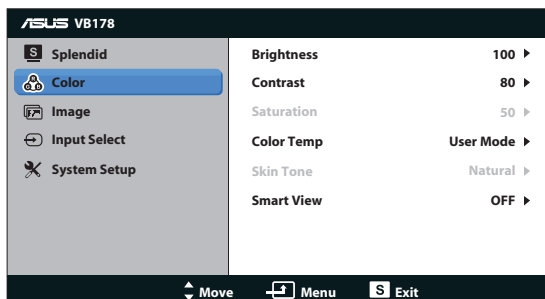 ASUS VB178
S Splendid
Color
Image
Input Select
System Setup
Brightness 100
Contrast 80
Saturation 50
Color Temp User Mode
Skin Tone Natural
Smart View OFF
Move Menu S Exit